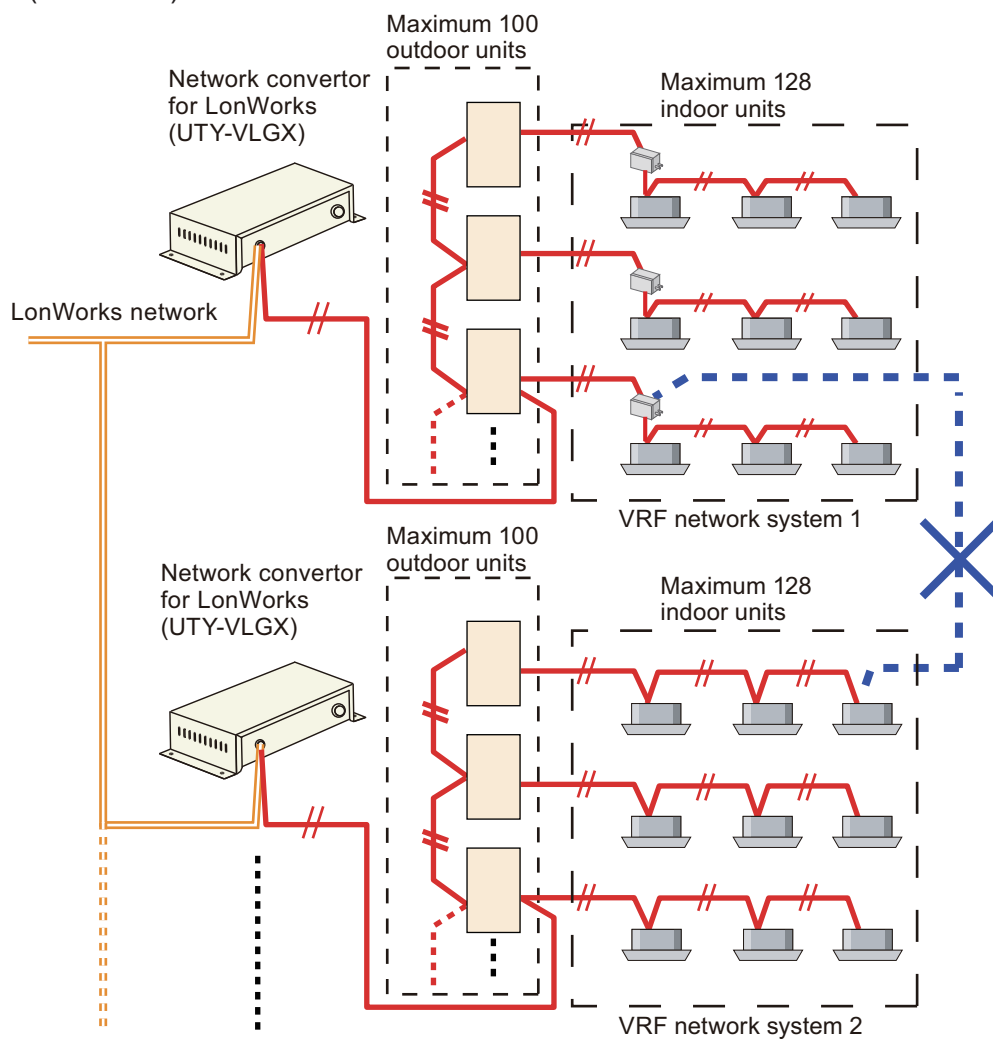 Maximum 100
outdoor units
Network convertor
for LonWorks
(UTY-VLGX)
Maximum 128
indoor units
LonWorks network
VRF network system 1
Maximum 100
outdoor units
Network convertor
for LonWorks
(UTY-VLGX)
Maximum 128
indoor units
VRF network system 2